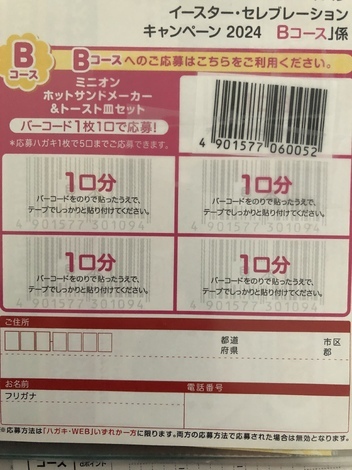 イースター・セレブレーション
キャンペーン 2024 Bコース」係
B
コース
Bコースへのご応募はこちらをご利用ください。
ミニオン
ホットサンドメーカー
&トースト皿セット
バーコード1枚1口で応募!
*応募ハガキ1枚で5口までご応募できます。
4 901577 060052
1口分
バーコードをのりで貼ったうえで、
テープでしっかりと貼り付けてください。
4 901577 301094
1口分
バーコードをのりで貼ったうえで、
テープでしっかりと貼り付けてください。
4 901577 301094
1口分
バーコードをのりで貼ったうえで、
テープでしっかりと貼り付けてください。
4 901577 301094
1口分
バーコードをのりで貼ったうえで、
テープでしっかりと貼り付けてください。
4 901577 301094
ご住所
都道
府県
市区
郡
お名前
フリガナ
電話番号
*応募方法は「ハガキ・WEB」いずれか一方に限ります。両方の応募方法で応募された場合は無効となります。
コース